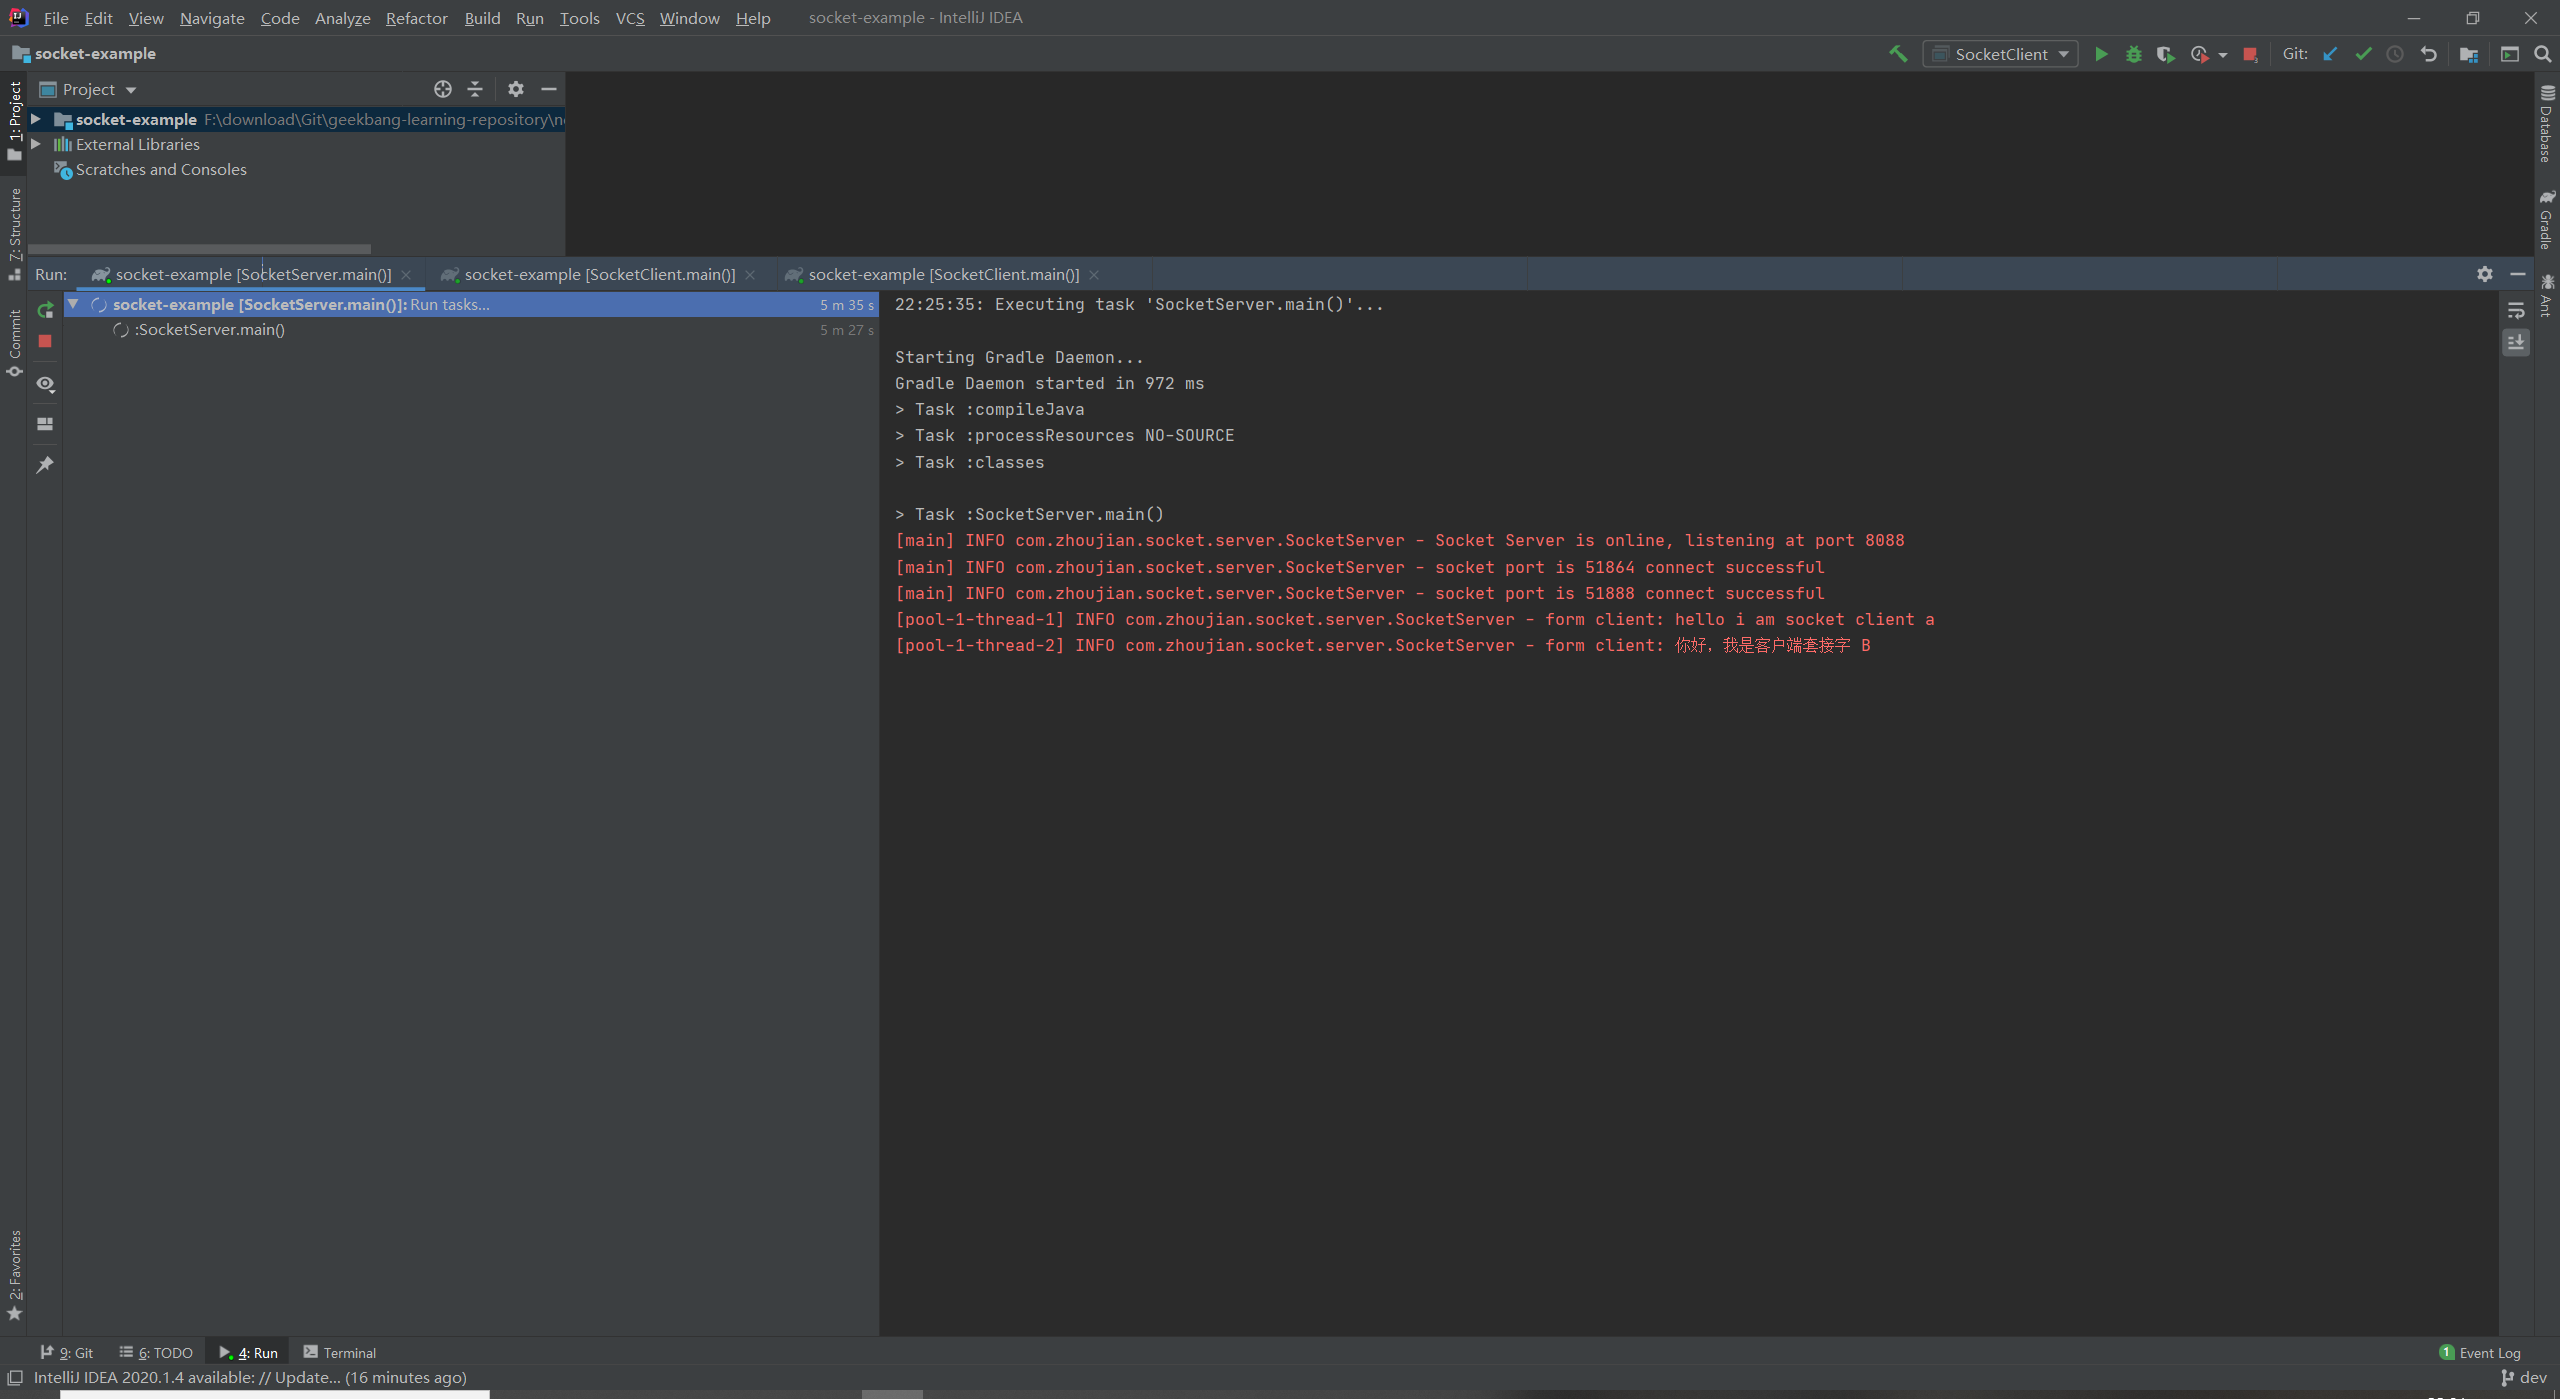 File Edit View Navigate Code Analyze Refactor Build Run Tools VCS Window Help socket-example - IntelliJ IDEA
socket-example SocketClient Git:
Project
socket-example F:\download\Git\geekbang-learning-repository\n
External Libraries
Scratches and Consoles
Run: socket-example [SocketServer.main()] socket-example [SocketClient.main()] socket-example [SocketClient.main()]
socket-example [SocketServer.main()]: Run tasks... 5 m 35 s
:SocketServer.main() 5 m 27 s
22:25:35: Executing task 'SocketServer.main()'...
Starting Gradle Daemon...
Gradle Daemon started in 972 ms
> Task :compileJava
> Task :processResources NO-SOURCE
> Task :classes
> Task :SocketServer.main()
[main] INFO com.zhoujian.socket.server.SocketServer - Socket Server is online, listening at port 8088
[main] INFO com.zhoujian.socket.server.SocketServer - socket port is 51864 connect successful
[main] INFO com.zhoujian.socket.server.SocketServer - socket port is 51888 connect successful
[pool-1-thread-1] INFO com.zhoujian.socket.server.SocketServer - form client: hello i am socket client a
[pool-1-thread-2] INFO com.zhoujian.socket.server.SocketServer - form client: 你好，我是客户端套接字 B
1: Project
7: Structure
Commit
2: Favorites
Database
Gradle
Ant
9: Git 6: TODO 4: Run Terminal 1 Event Log
IntelliJ IDEA 2020.1.4 available: // Update... (16 minutes ago) dev